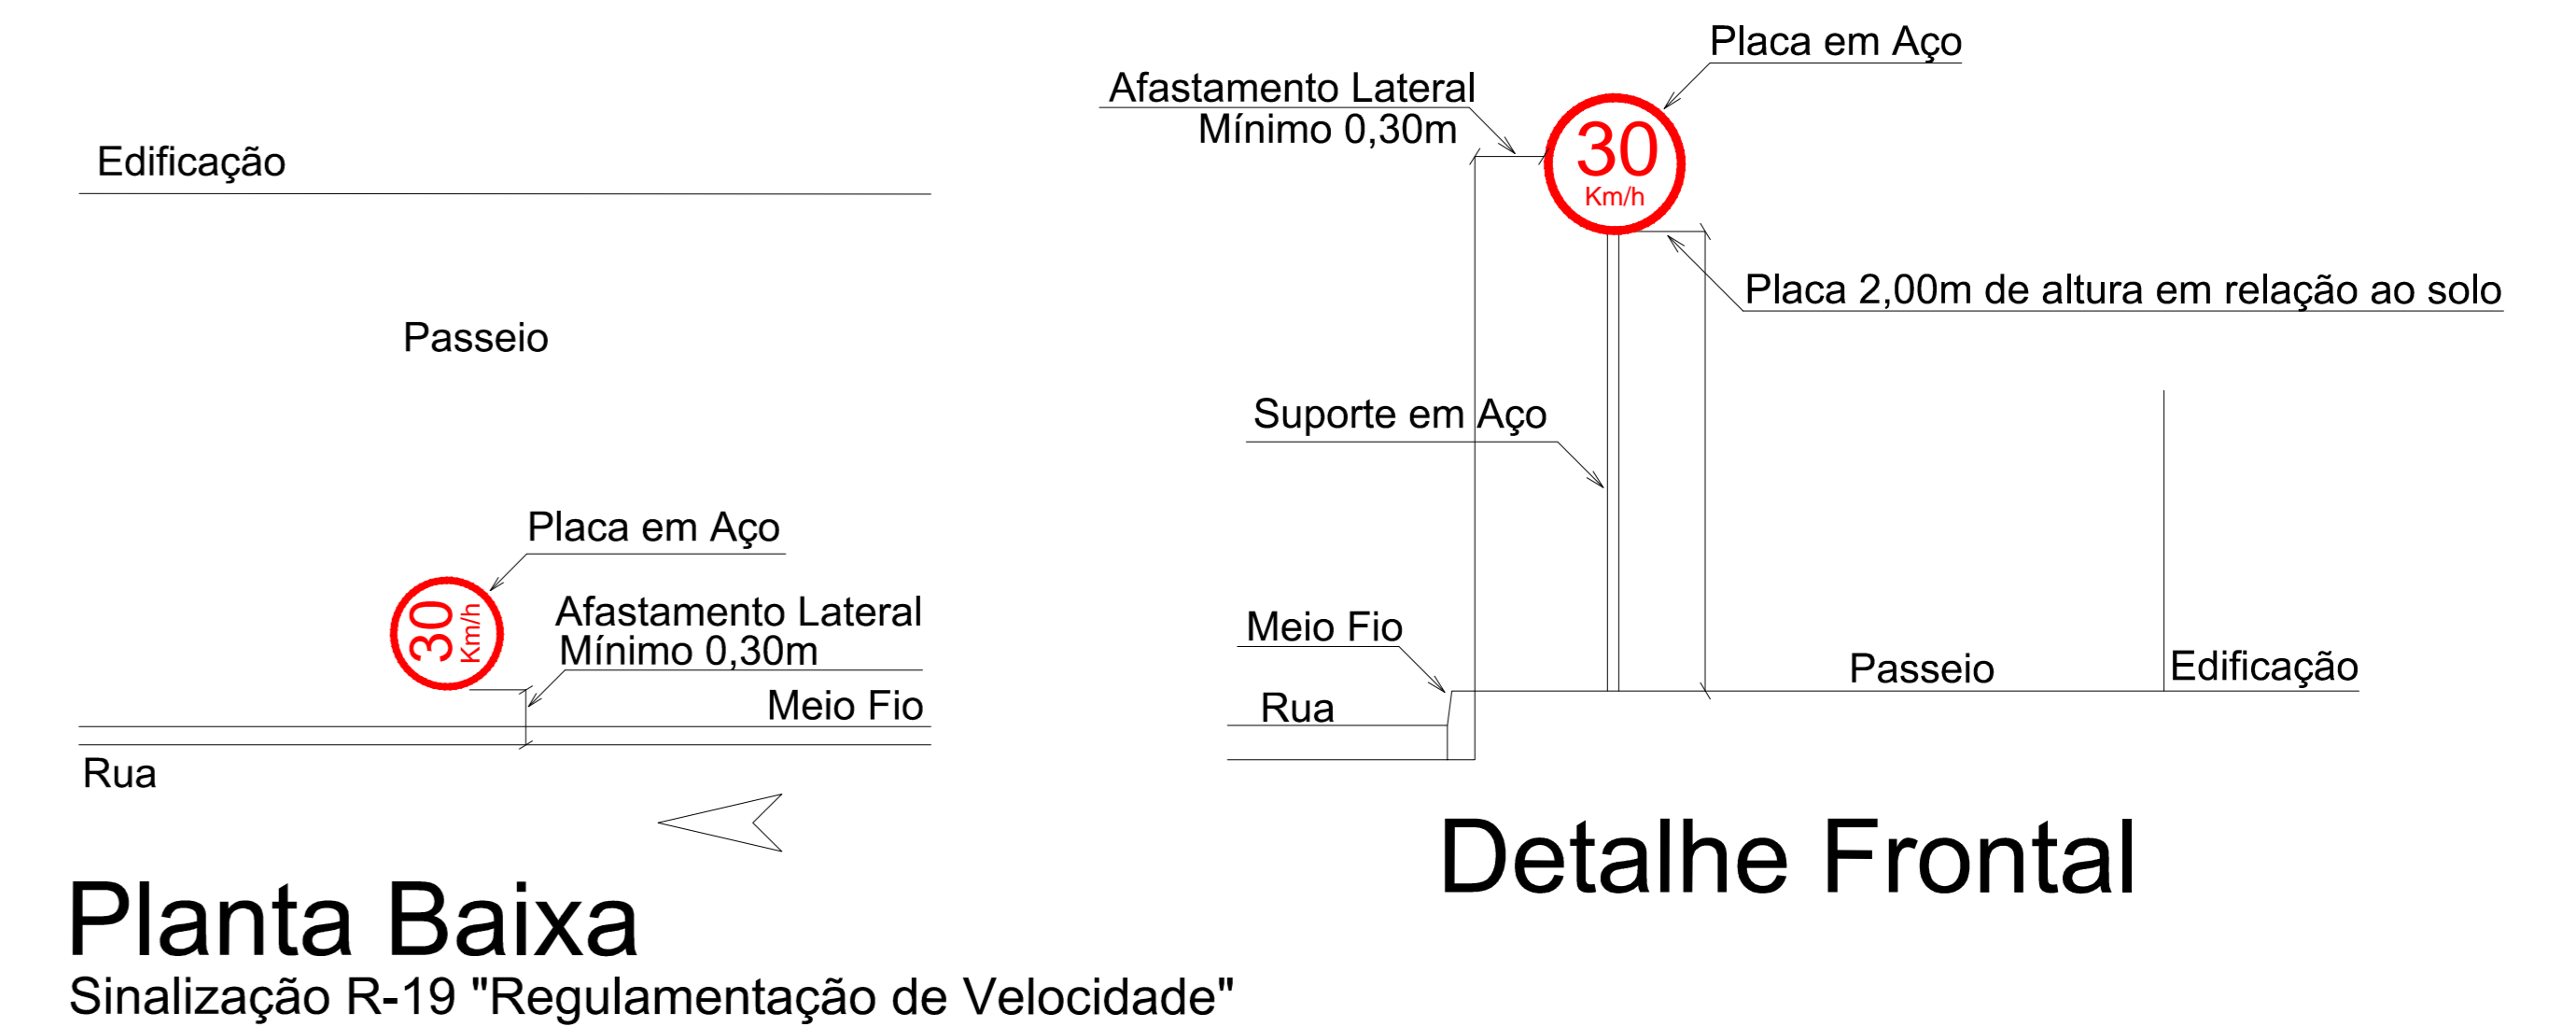 Edificação
Passeio
Placa em Aço
30
Km/h
Afastamento Lateral
Mínimo 0,30m
Meio Fio
Rua
Planta Baixa
Sinalização R-19 "Regulamentação de Velocidade"
Placa em Aço
Afastamento Lateral
Mínimo 0,30m
30
Km/h
Placa 2,00m de altura em relação ao solo
Suporte em Aço
Meio Fio
Passeio
Edificação
Rua
Detalhe Frontal